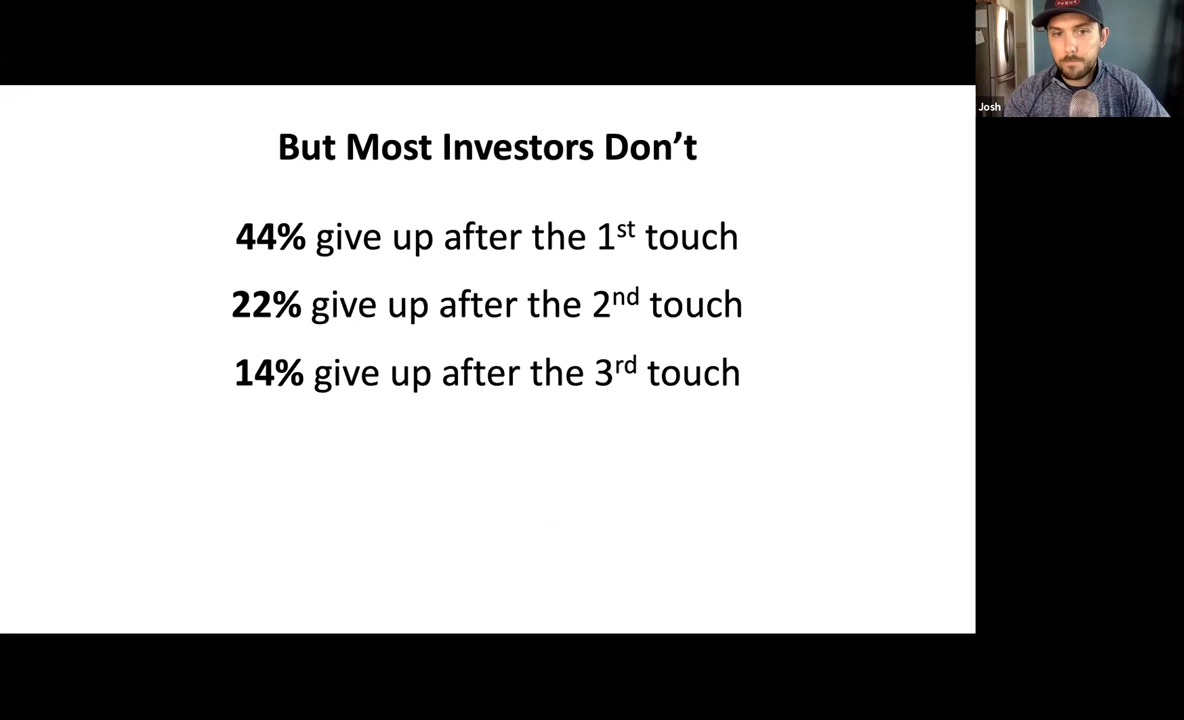 But Most Investors Don’t
44% give up after the 1st touch
22% give up after the 2nd touch
14% give up after the 3rd touch
Josh